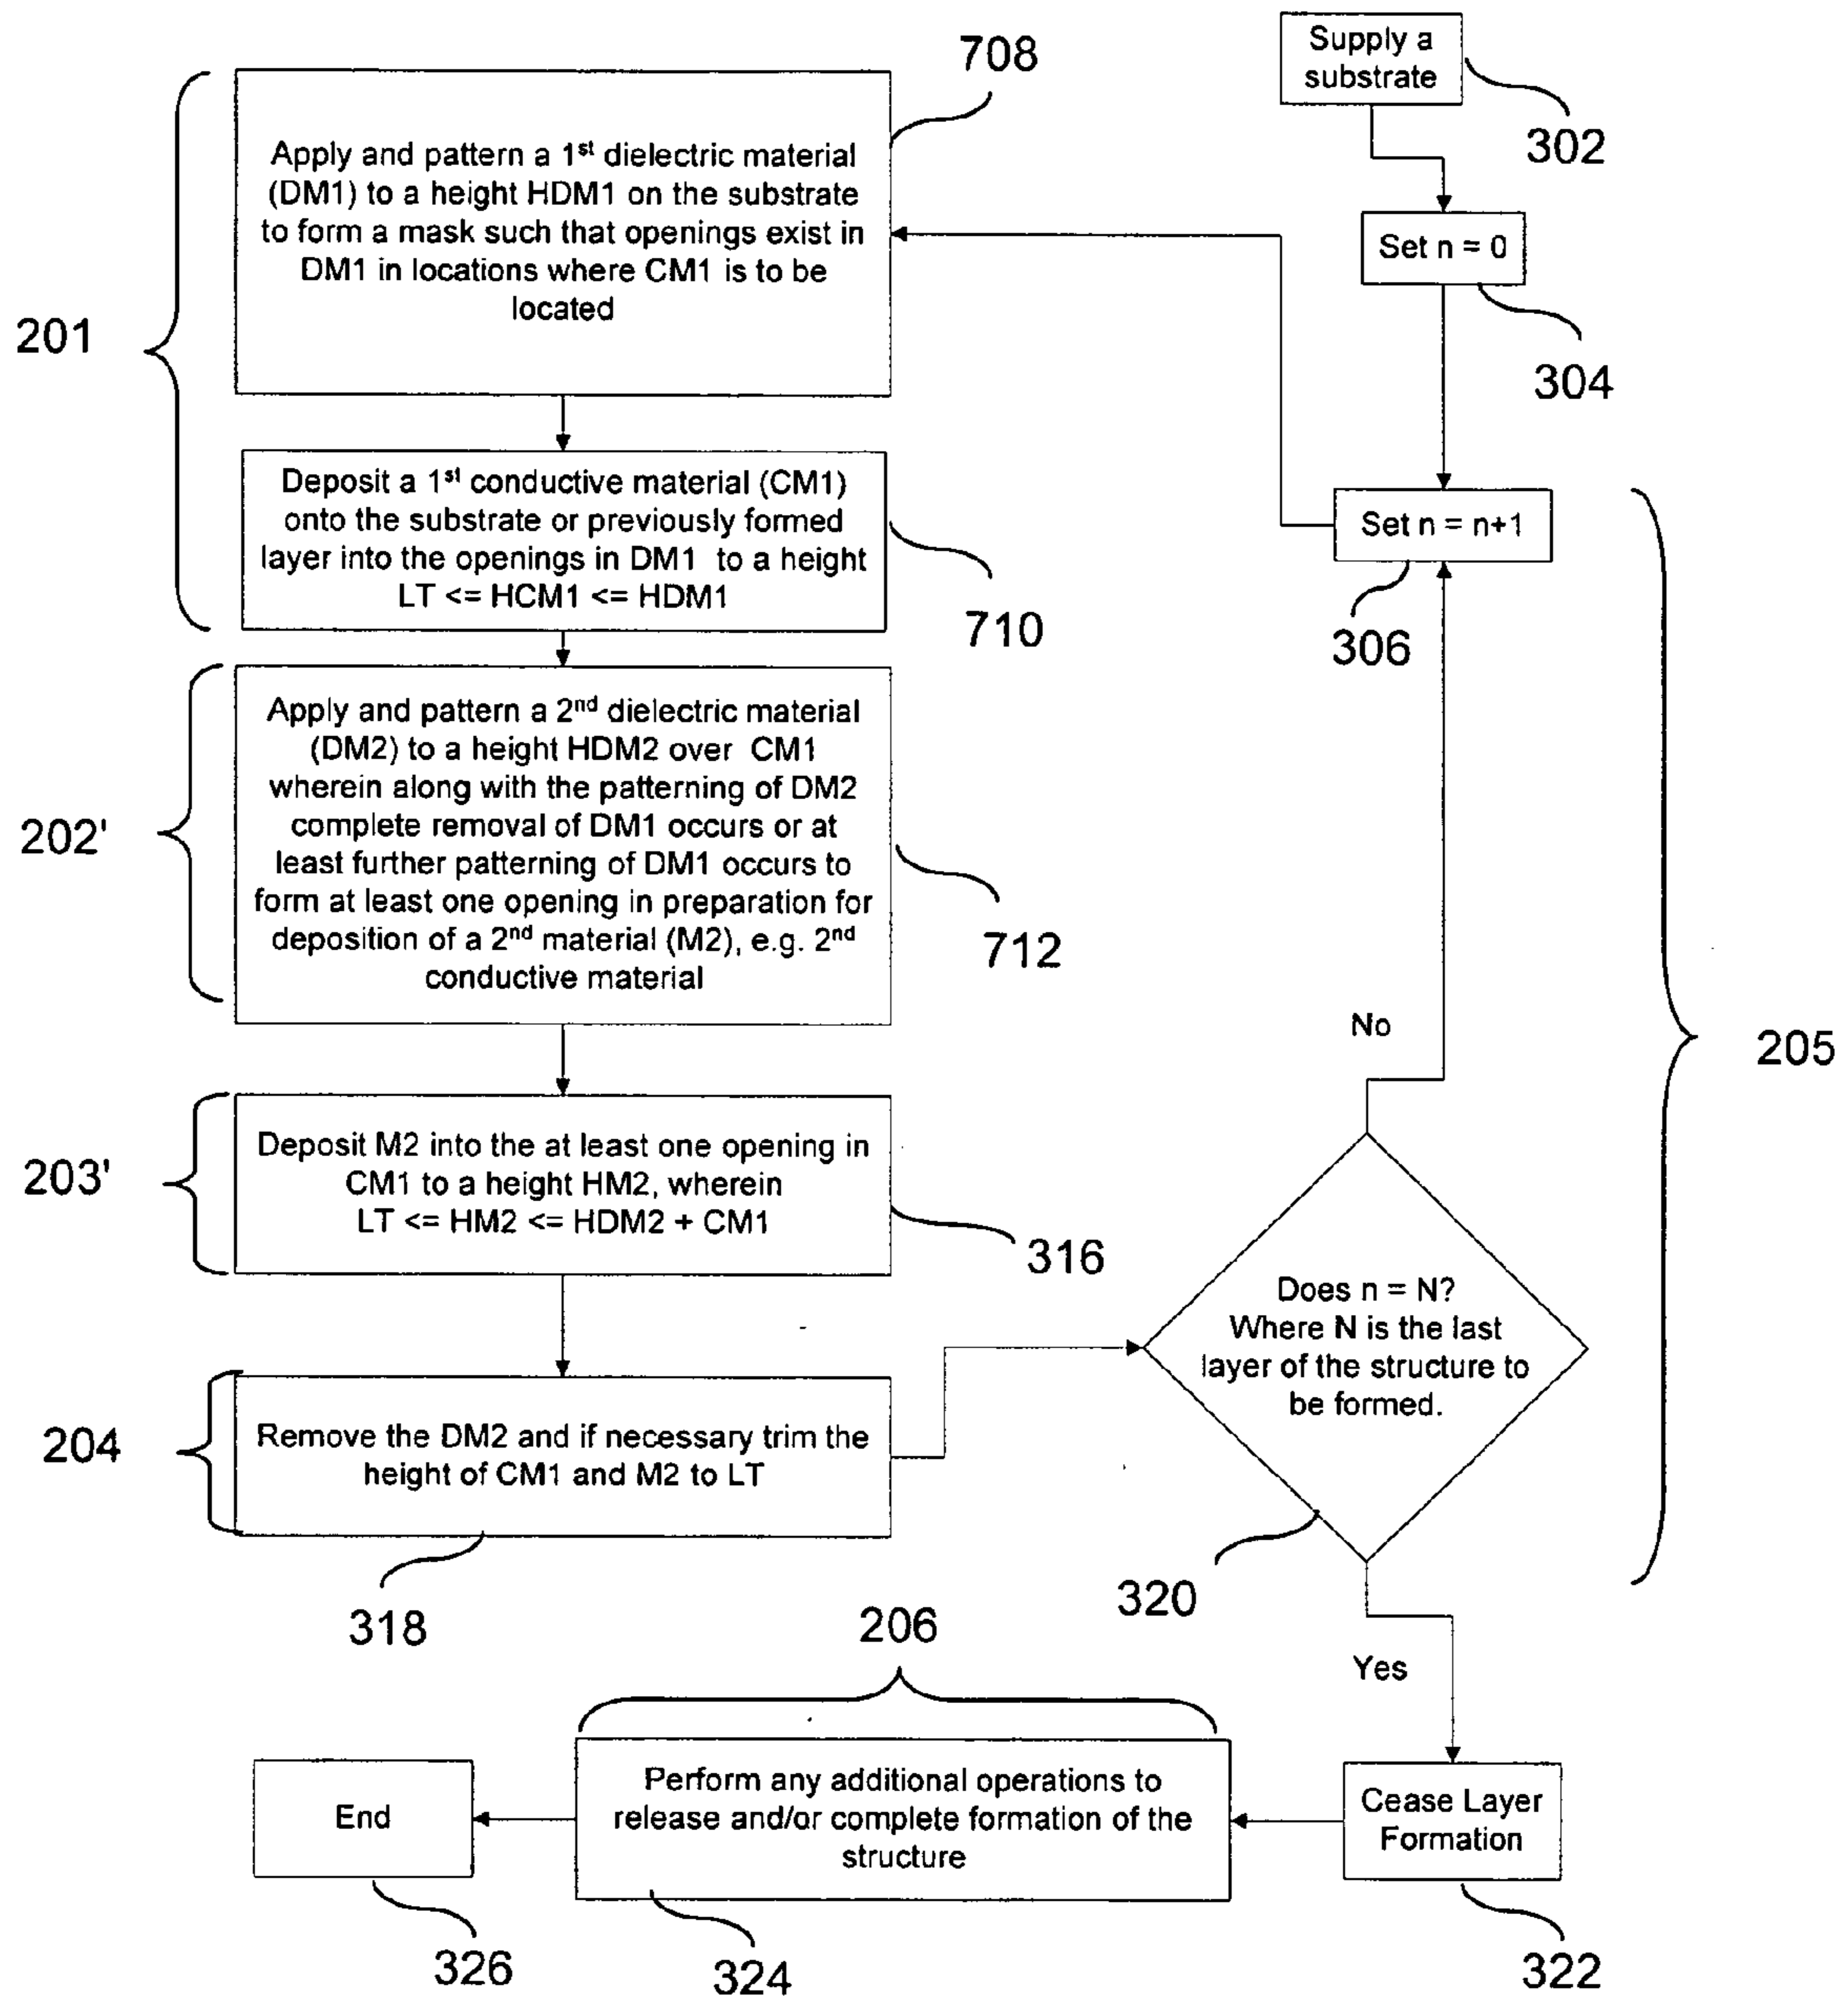 Supply a
substrate
302
Set n = 0
304
Set n = n+1
306
205
708
Apply and pattern a 1st dielectric material
(DM1) to a height HDM1 on the substrate
to form a mask such that openings exist in
DM1 in locations where CM1 is to be
located
201
Deposit a 1st conductive material (CM1)
onto the substrate or previously formed
layer into the openings in DM1 to a height
LT <= HCM1 <= HDM1
710
Apply and pattern a 2nd dielectric material
(DM2) to a height HDM2 over CM1
wherein along with the patterning of DM2
complete removal of DM1 occurs or at
least further patterning of DM1 occurs to
form at least one opening in preparation for
deposition of a 2nd material (M2), e.g. 2nd
conductive material
202'
712
Deposit M2 into the at least one opening in
CM1 to a height HM2, wherein
LT <= HM2 <= HDM2 + CM1
203'
316
Remove the DM2 and if necessary trim the
height of CM1 and M2 to LT
204
318
No
Does n = N?
Where N is the last
layer of the structure to
be formed.
320
Yes
Cease Layer
Formation
322
206
Perform any additional operations to
release and/or complete formation of the
structure
324
End
326